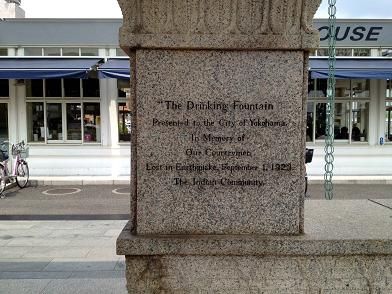 OUSE
"The Drinking Fountain
Presented to the City of Yokohama.
In Memory of
Our Countrymen
Lost in Earthquake, September 1, 1923.
The Indian Community.